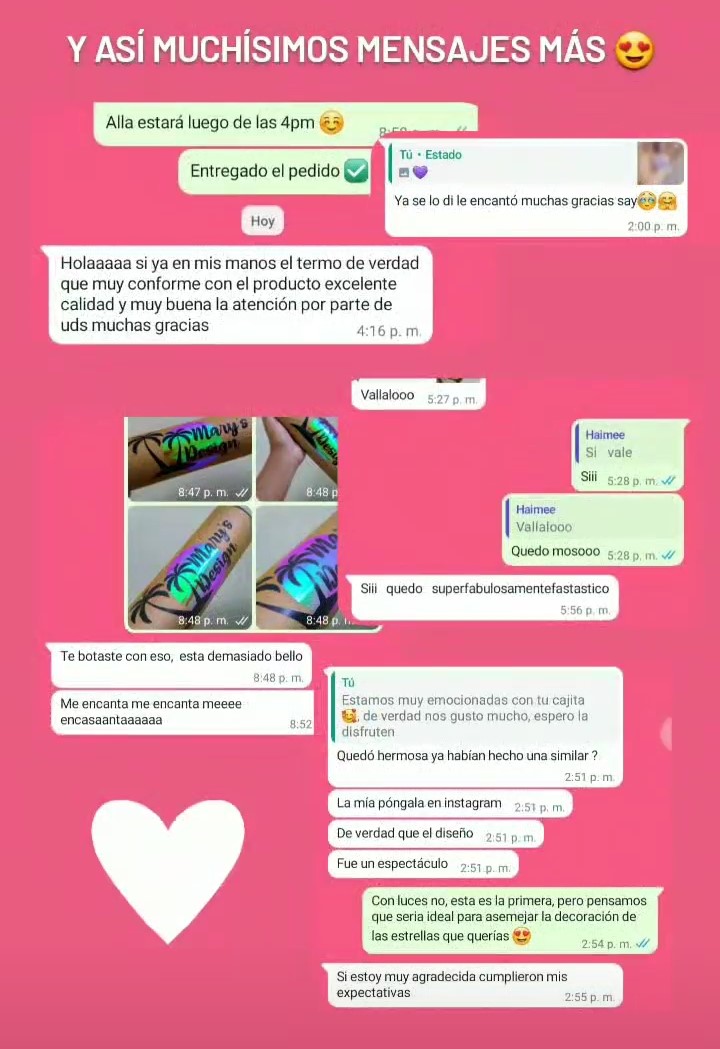 Y ASÍ MUCHÍSIMOS MENSAJES MÁS 😍
Alla estará luego de las 4pm ☺️
Entregado el pedido ✅
Tú • Estado
💜
Ya se lo di le encantó muchas gracias say🥹🤗
2:00 p. m.
Hoy
Holaaaaa si ya en mis manos el termo de verdad
que muy conforme con el producto excelente
calidad y muy buena la atención por parte de
uds muchas gracias
4:16 p. m.
Vallalooo 5:27 p. m.
Mary's
Design
8:47 p. m.
8:48 p
Mary's
Design
8:48 p. m.
8:48 p.
Haimee
Si vale
Siii 5:28 p. m.
Haimee
Vallalooo
Quedo mosooo 5:28 p. m.
Siii quedo superfabulosamentefastastico
5:56 p. m.
Te botaste con eso, esta demasiado bello
8:48 p. m.
Me encanta me encanta meeee
encasaantaaaaaa
8:52
Tú
Estamos muy emocionadas con tu cajita
🥰, de verdad nos gusto mucho, espero la
disfruten
Quedó hermosa ya habían hecho una similar ?
2:51 p. m.
La mía póngala en instagram 2:51 p. m.
De verdad que el diseño 2:51 p. m.
Fue un espectáculo 2:51 p. m.
Con luces no, esta es la primera, pero pensamos
que seria ideal para asemejar la decoración de
las estrellas que querías 😍
2:54 p. m.
Si estoy muy agradecida cumplieron mis
expectativas
2:55 p. m.